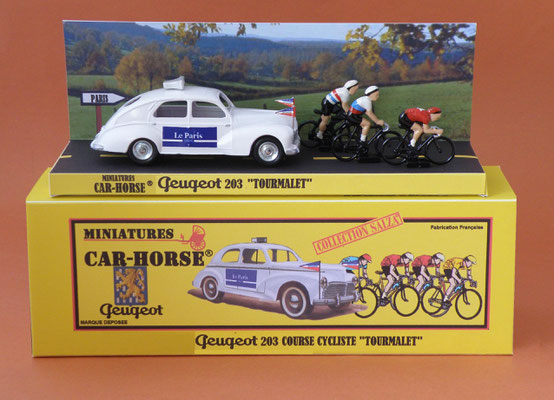 PARIS
Le Paris
MINIATURES
CAR-HORSE® Peugeot 203 "TOURMALET"
MINIATURES
CAR-HORSE®
COLLECTION SALZA
Fabrication Française
Le Paris
Peugeot
MARQUE DEPOSEE
Peugeot 203 COURSE CYCLISTE "TOURMALET"